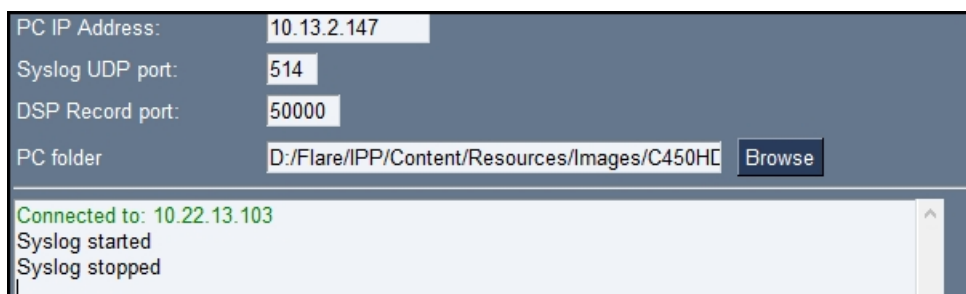 PC IP Address: 10.13.2.147
Syslog UDP port: 514
DSP Record port: 50000
PC folder D:/Flare/IPP/Content/Resources/Images/C450HD Browse
Connected to: 10.22.13.103
Syslog started
Syslog stopped